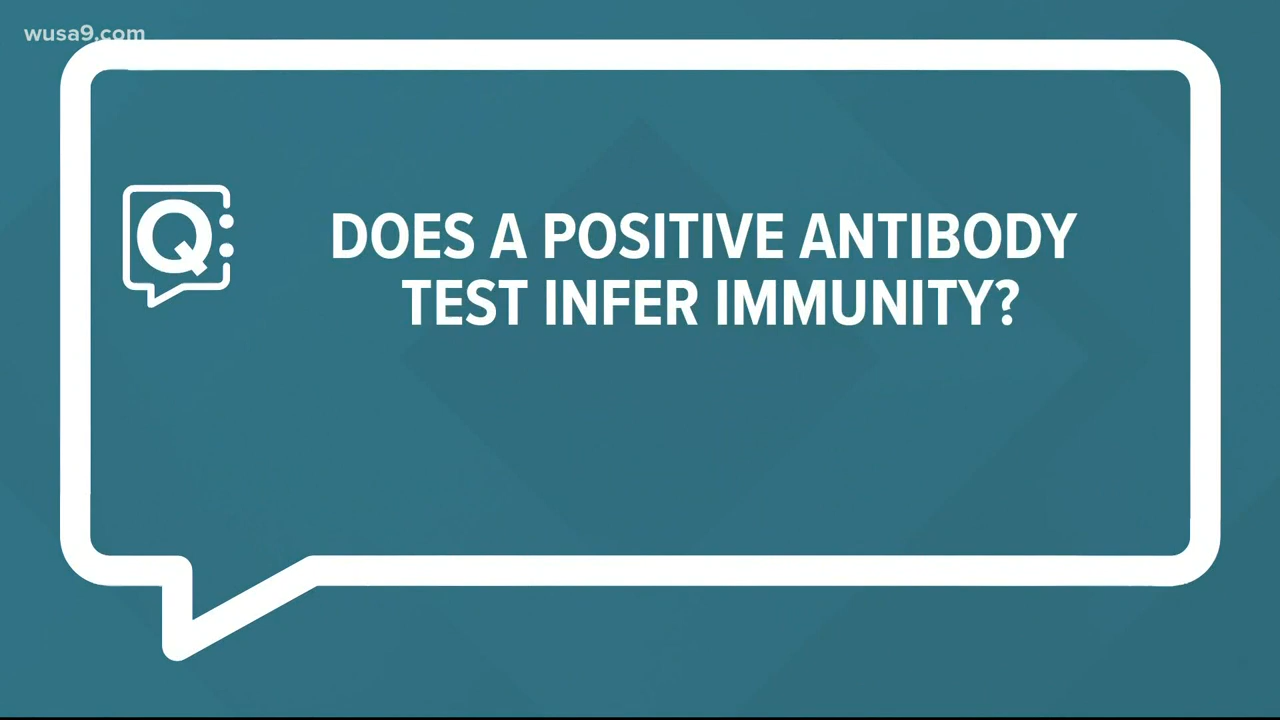 wusa9.com
Q:
DOES A POSITIVE ANTIBODY
TEST INFER IMMUNITY?